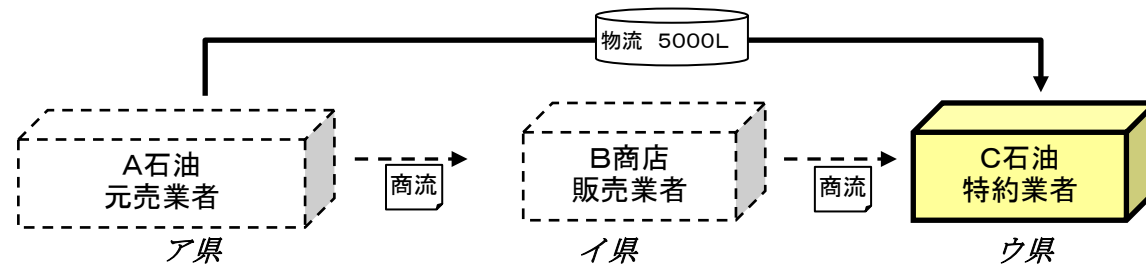 物流 5000L
A石油
元売業者
商流
B商店
販売業者
商流
C石油
特約業者
ア県
イ県
ウ県